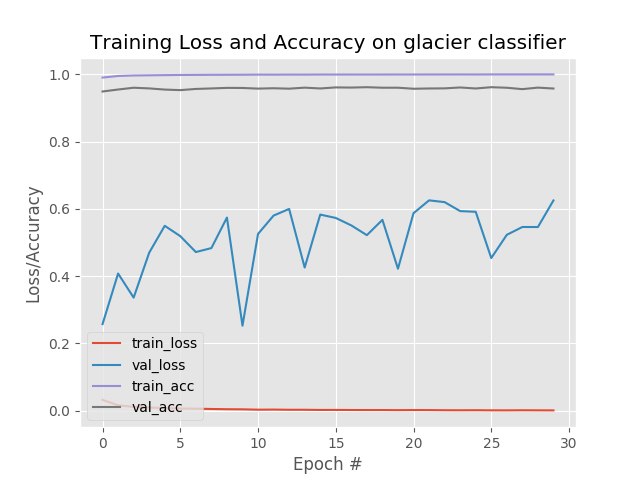 Training Loss and Accuracy on glacier classifier
Loss/Accuracy
1.0
0.8
0.6
0.4
0.2
0.0
train_loss
val_loss
train_acc
val_acc
0 5 10 15 20 25 30
Epoch #